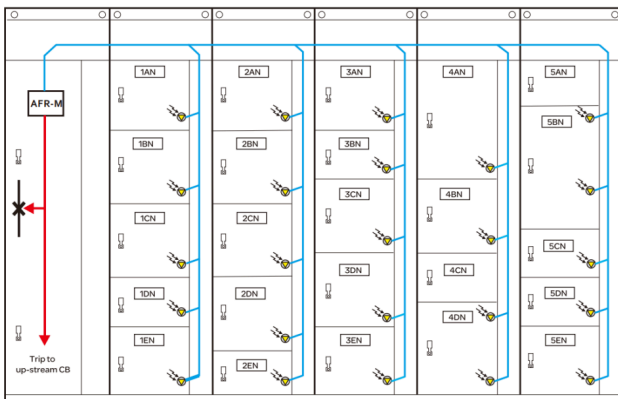 AFR-M
Trip to
up-stream CB
1AN
1BN
1CN
1DN
1EN
2AN
2BN
2CN
2DN
2EN
3AN
3BN
3CN
3DN
3EN
4AN
4BN
4CN
4DN
5AN
5BN
5CN
5DN
5EN